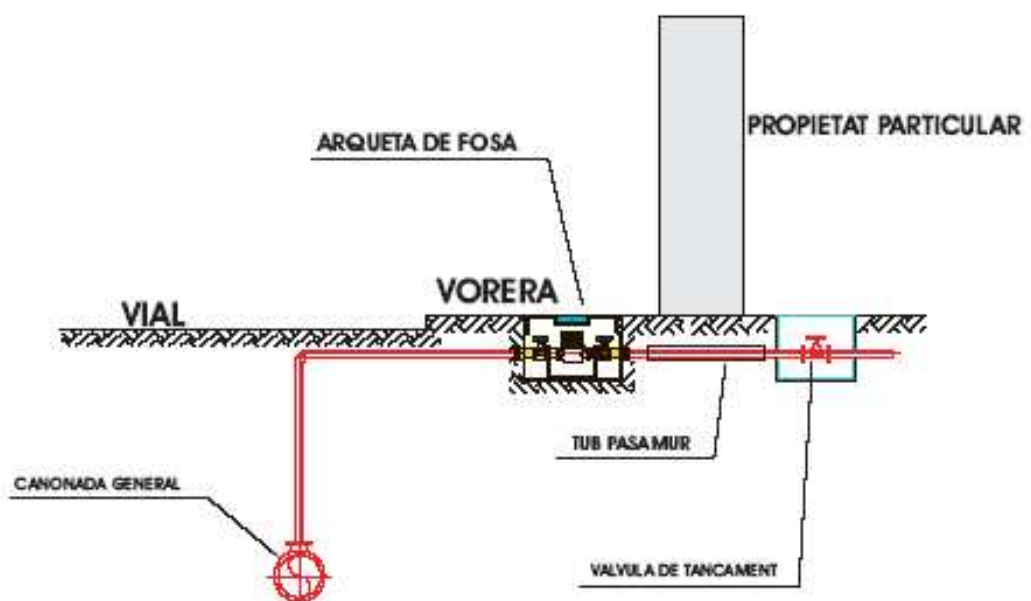 PROPIETAT PARTICULAR
ARQUETA DE FOSA
VORERA
VIAL
TUB PASAMUR
CANONADA GENERAL
VALVULA DE TANCAMENT